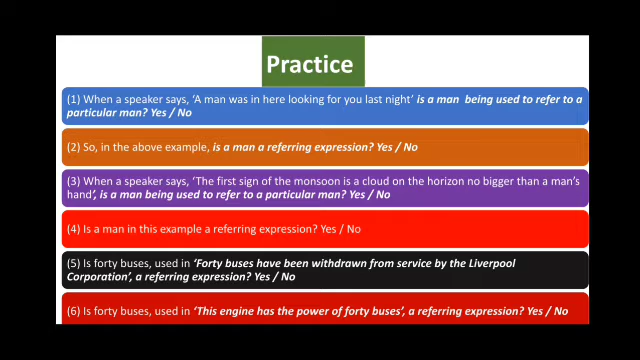 Practice
(1) When a speaker says, 'A man was in here looking for you last night' is a man being used to refer to a
particular man? Yes / No
(2) So, in the above example, is a man a referring expression? Yes / No
(3) When a speaker says, 'The first sign of the monsoon is a cloud on the horizon no bigger than a man's
hand', is a man being used to refer to a particular man? Yes / No
(4) Is a man in this example a referring expression? Yes / No
(5) Is forty buses, used in 'Forty buses have been withdrawn from service by the Liverpool
Corporation', a referring expression? Yes / No
(6) Is forty buses, used in 'This engine has the power of forty buses', a referring expression? Yes / No